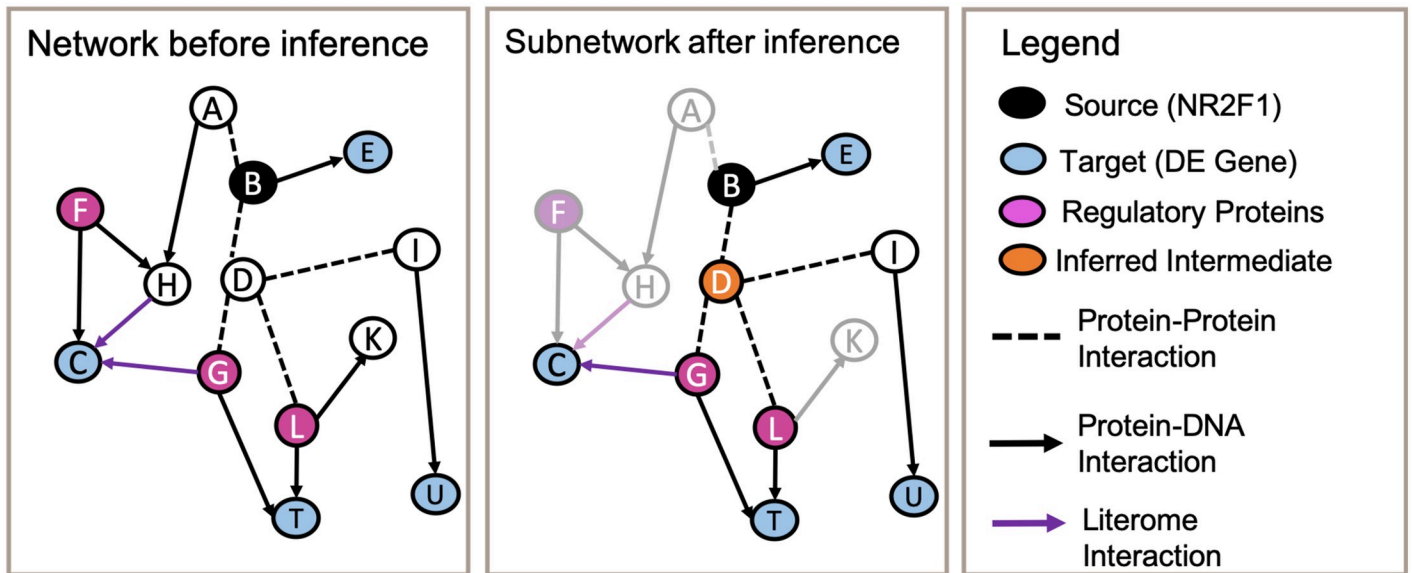 Network before inference
A
E
B
F
I
D
H
K
C
G
L
U
T
Subnetwork after inference
A
E
B
F
I
D
H
K
C
G
L
U
T
Legend
Source (NR2F1)
Target (DE Gene)
Regulatory Proteins
Inferred Intermediate
Protein-Protein
Interaction
Protein-DNA
Interaction
Literome
Interaction